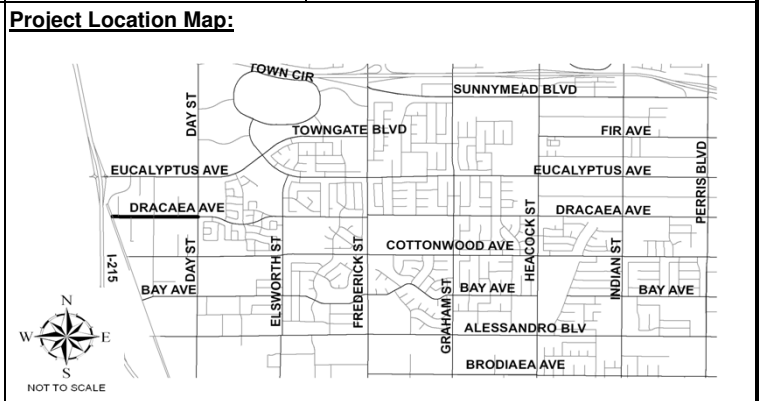 Project Location Map:
TOWN CIR
SUNNYMEAD BLVD
DAY ST
TOWNGATE BLVD
FIR AVE
EUCALYPTUS AVE
EUCALYPTUS AVE
PERRIS BLVD
DRACAEA AVE
DRACAEA AVE
HEACOCK ST
DAY ST
ELSWORTH ST
FREDERICK ST
COTTONWOOD AVE
INDIAN ST
I-215
BAY AVE
GRAHAM ST
BAY AVE
BAY AVE
N
W
E
S
ALESSANDRO BLV
BRODIAEA AVE
NOT TO SCALE